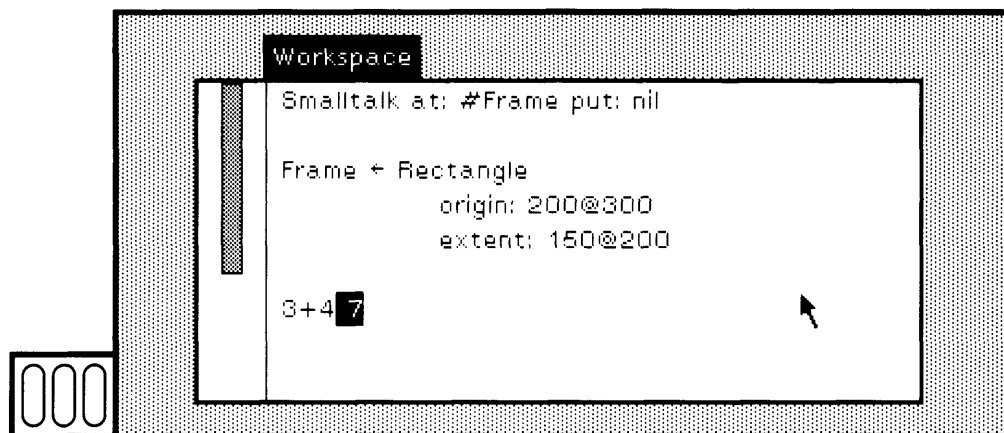 Workspace
Smalltalk at: #Frame put: nil
Frame ← Rectangle
origin: 200@300
extent: 150@200
3+4 7